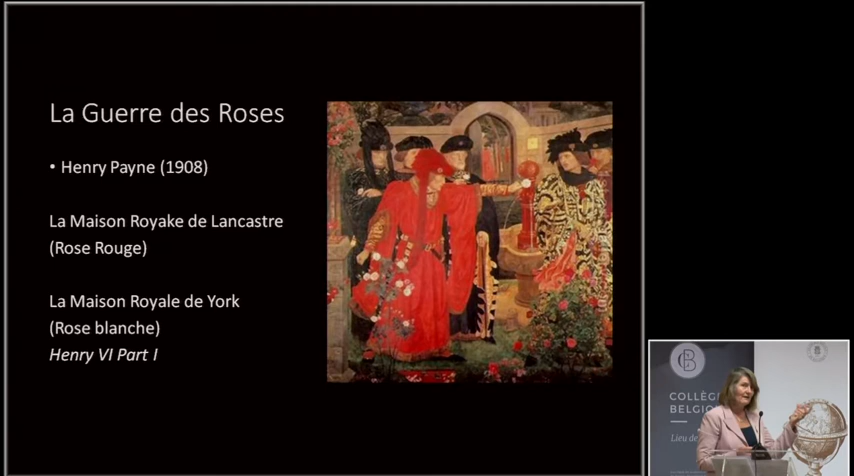 La Guerre des Roses
• Henry Payne (1908)
La Maison Royake de Lancastre
(Rose Rouge)
La Maison Royale de York
(Rose blanche)
Henry VI Part I
COLLÈG
BELGIQ
Lieu de